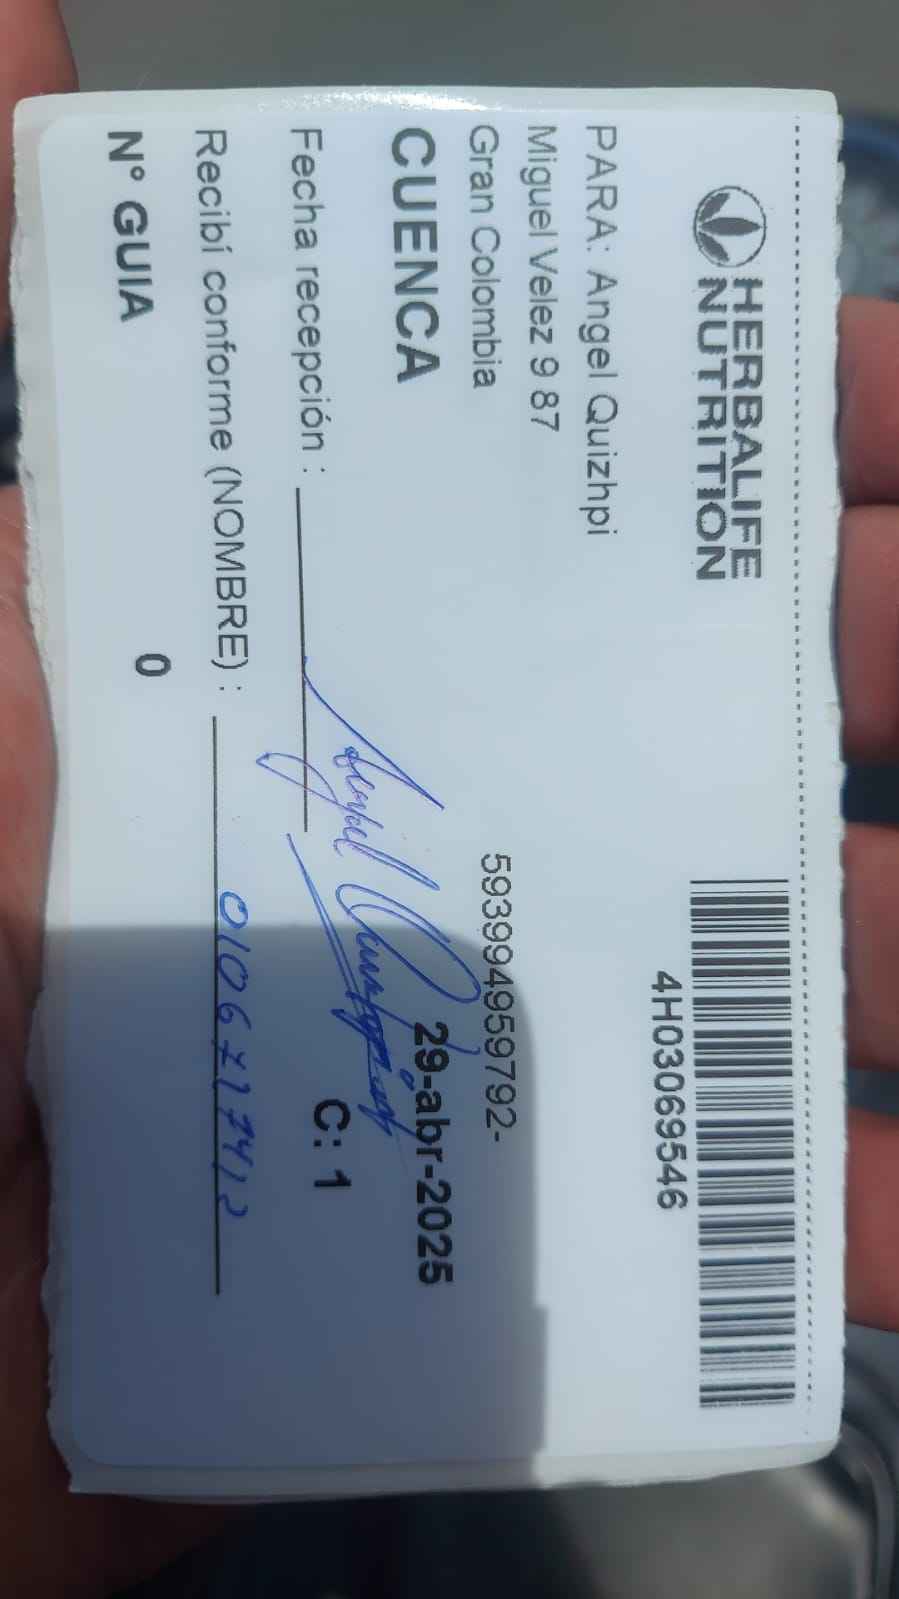 HERBALIFE
NUTRITION
4H03069546
PARA: Angel Quizhpi
Miguel Velez 9 87
Gran Colombia
593994959792-
CUENCA
29-abr-2025
Fecha recepción :
C: 1
Recibí conforme (NOMBRE) :
N° GUIA 0